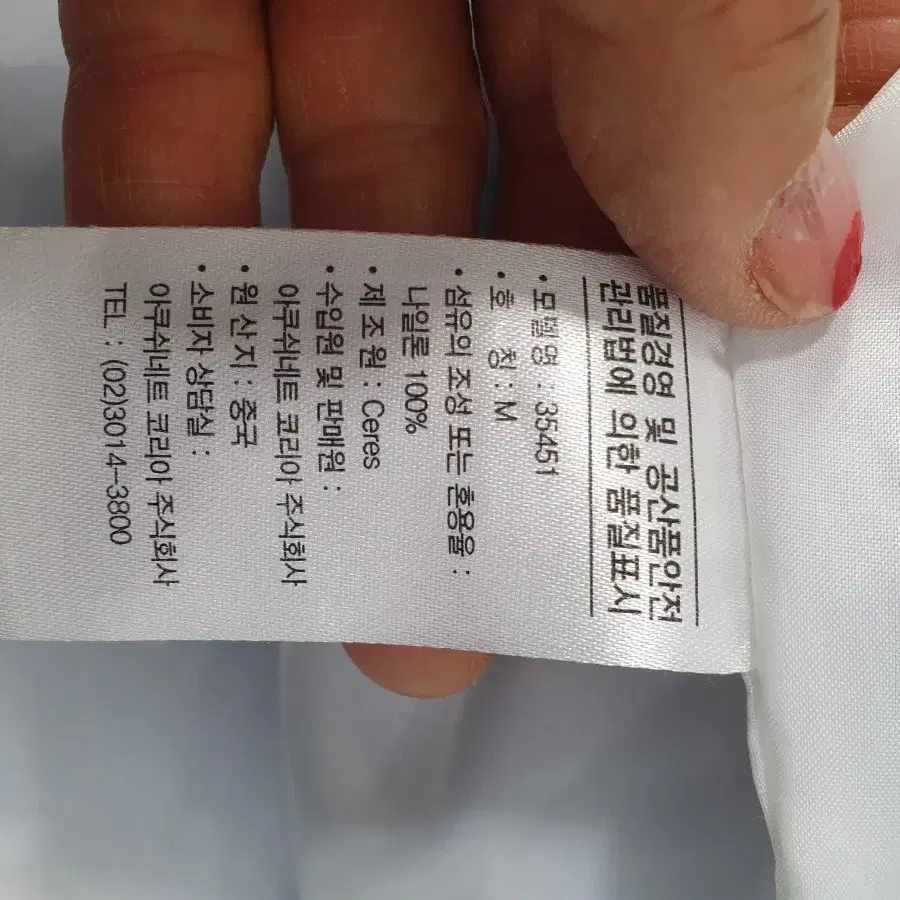 품질경영 및 공산품안전
관리법에 의한 품질표시
• 모델명 : 35451
• 호 칭 : M
• 섬유의 조성 또는 혼용율 :
나일론 100%
• 제 조 원 : Ceres
• 수입원 및 판매원 :
아쿠쉬네트 코리아 주식회사
• 원 산 지 : 중국
• 소비자 상담실 :
아쿠쉬네트 코리아 주식회사
TEL : (02)3014-3800